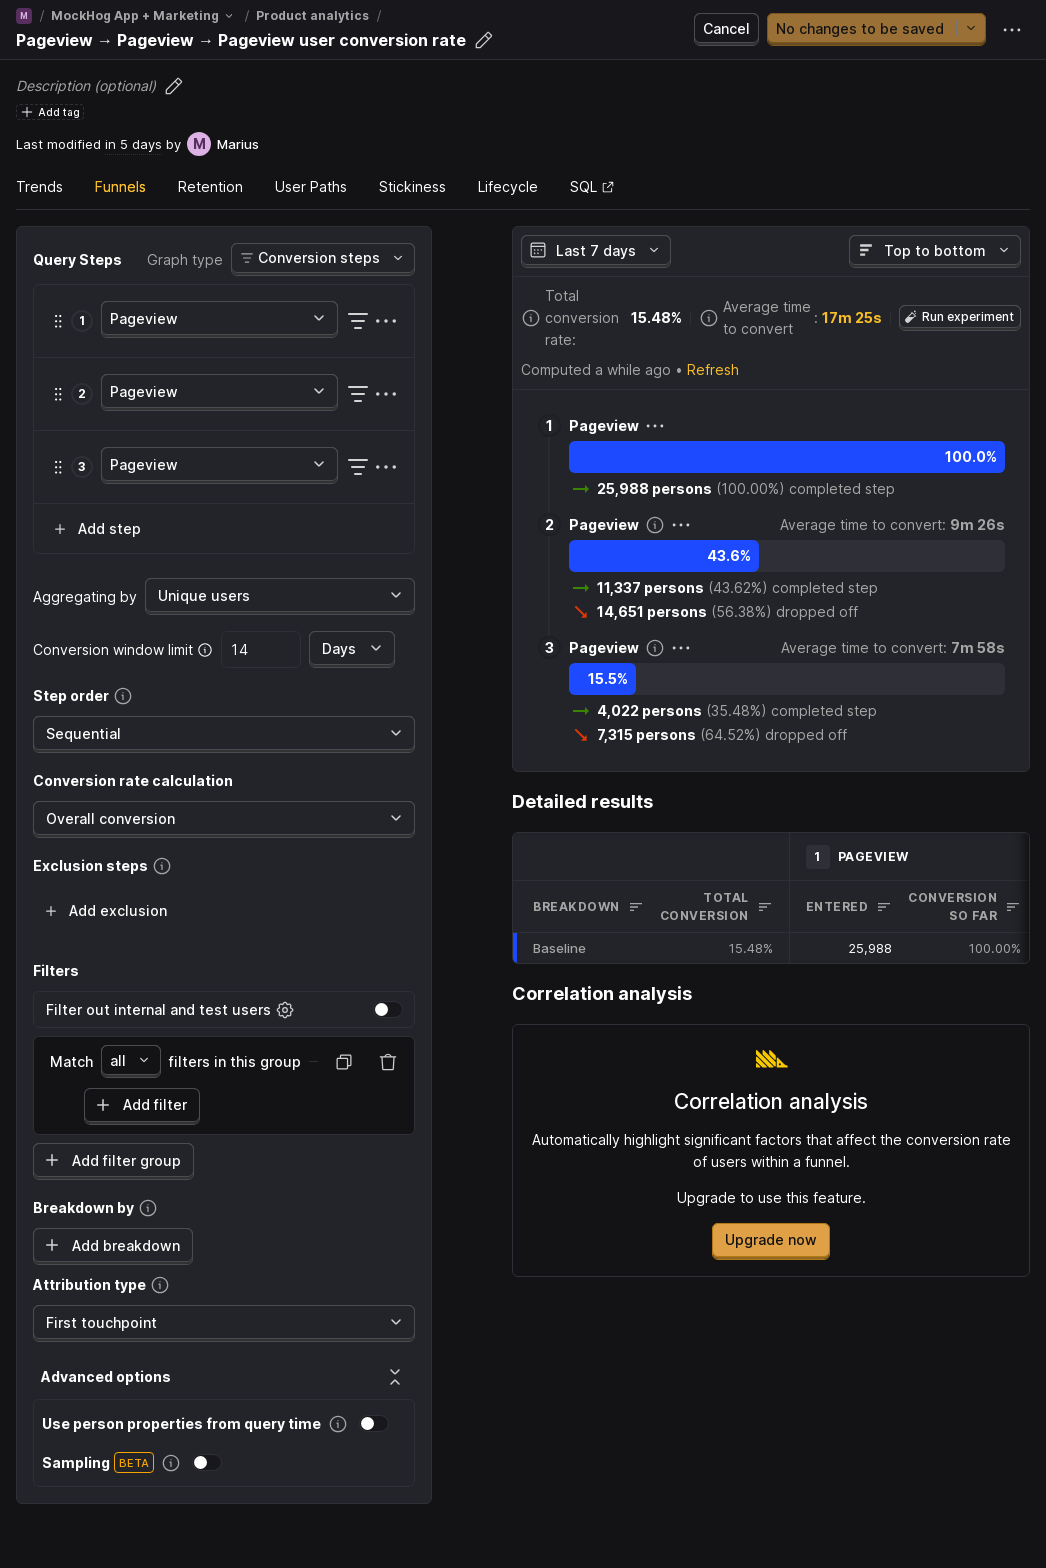 M / MockHog App + Marketing / Product analytics /
Pageview → Pageview → Pageview user conversion rate
Cancel
No changes to be saved
Description (optional)
Add tag
Last modified in 5 days by M Marius
Trends Funnels Retention User Paths Stickiness Lifecycle SQL
Query Steps Graph type Conversion steps
1 Pageview
2 Pageview
3 Pageview
Add step
Aggregating by Unique users
Conversion window limit 14 Days
Step order
Sequential
Conversion rate calculation
Overall conversion
Exclusion steps
Add exclusion
Filters
Filter out internal and test users
Match all filters in this group
Add filter
Add filter group
Breakdown by
Add breakdown
Attribution type
First touchpoint
Advanced options
Use person properties from query time
Sampling BETA
Last 7 days Top to bottom
Total
conversion
rate:
15.48%
Average time
to convert
: 17m 25s
Run experiment
Computed a while ago • Refresh
1 Pageview
100.0%
25,988 persons (100.00%) completed step
2 Pageview Average time to convert: 9m 26s
43.6%
11,337 persons (43.62%) completed step
14,651 persons (56.38%) dropped off
3 Pageview Average time to convert: 7m 58s
15.5%
4,022 persons (35.48%) completed step
7,315 persons (64.52%) dropped off
Detailed results
1 PAGEVIEW
BREAKDOWN
TOTAL
CONVERSION
ENTERED
CONVERSION
SO FAR
Baseline 15.48% 25,988 100.00%
Correlation analysis
Correlation analysis
Automatically highlight significant factors that affect the conversion rate
of users within a funnel.
Upgrade to use this feature.
Upgrade now